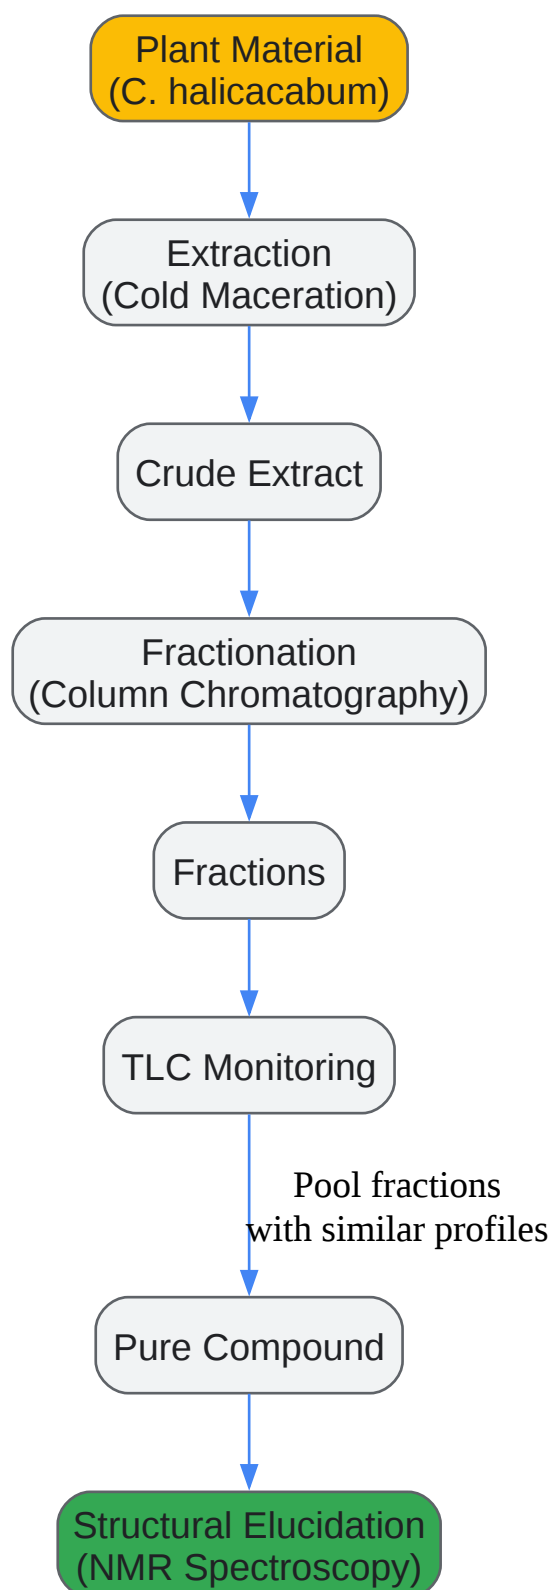 Plant Material
(C. halicacabum)
Extraction
(Cold Maceration)
Crude Extract
Fractionation
(Column Chromatography)
Fractions
TLC Monitoring
Pool fractions
with similar profiles
Pure Compound
Structural Elucidation
(NMR Spectroscopy)